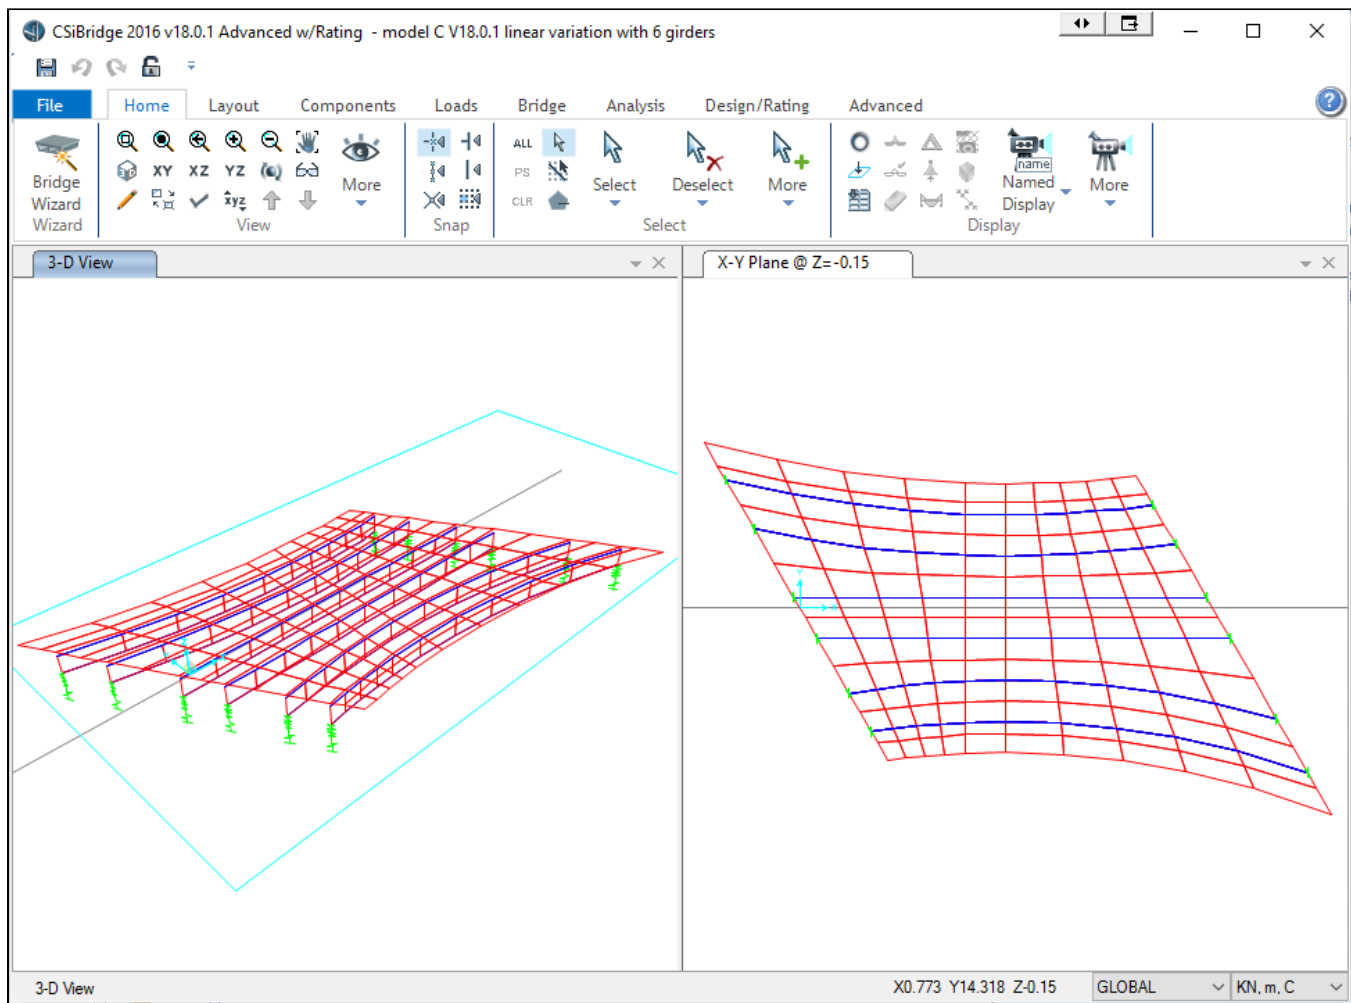 CSiBridge 2016 v18.0.1 Advanced w/Rating - model C V18.0.1 linear variation with 6 girders
File Home Layout Components Loads Bridge Analysis Design/Rating Advanced
XY XZ YZ
xyz
ALL
PS
CLR
name
Bridge Wizard
More
Select
Deselect
More
Named Display
More
Wizard View Snap Select Display
3-D View
X-Y Plane @ Z=-0.15
3-D View
X0.773 Y14.318 Z-0.15
GLOBAL
KN, m, C